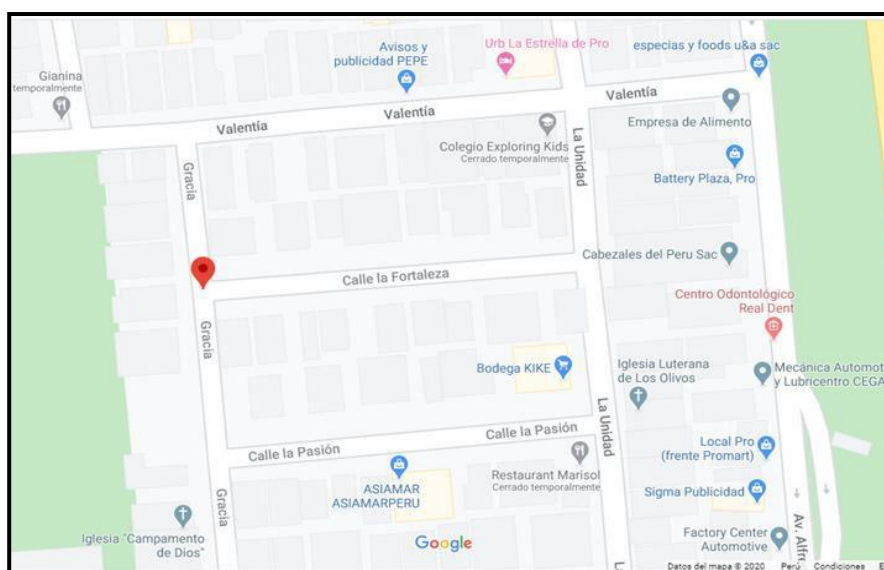 Urb La Estrella de Pro
Avisos y
publicidad PEPE
especias y foods u&a sac
Gianina
temporalmente
Valentía
Valentía
Valentía
Empresa de Alimento
Colegio Exploring Kids
Cerrado temporalmente
La Unidad
Gracia
Battery Plaza, Pro
Cabezales del Peru Sac
Calle la Fortaleza
Centro Odontológico
Real Dent
Gracia
Bodega KIKE
Iglesia Luterana
de Los Olivos
Mecánica Automot
y Lubricentro CEGA
La Unidad
Calle la Pasión
Calle la Pasión
Local Pro
(frente Promart)
Restaurant Marisol
Cerrado temporalmente
ASIAMAR
ASIAMARPERU
Sigma Publicidad
Gracia
Iglesia "Campamento
de Dios"
Google
Factory Center
Automotive
Av. Alfr
Datos del mapa © 2020 Perú Condiciones